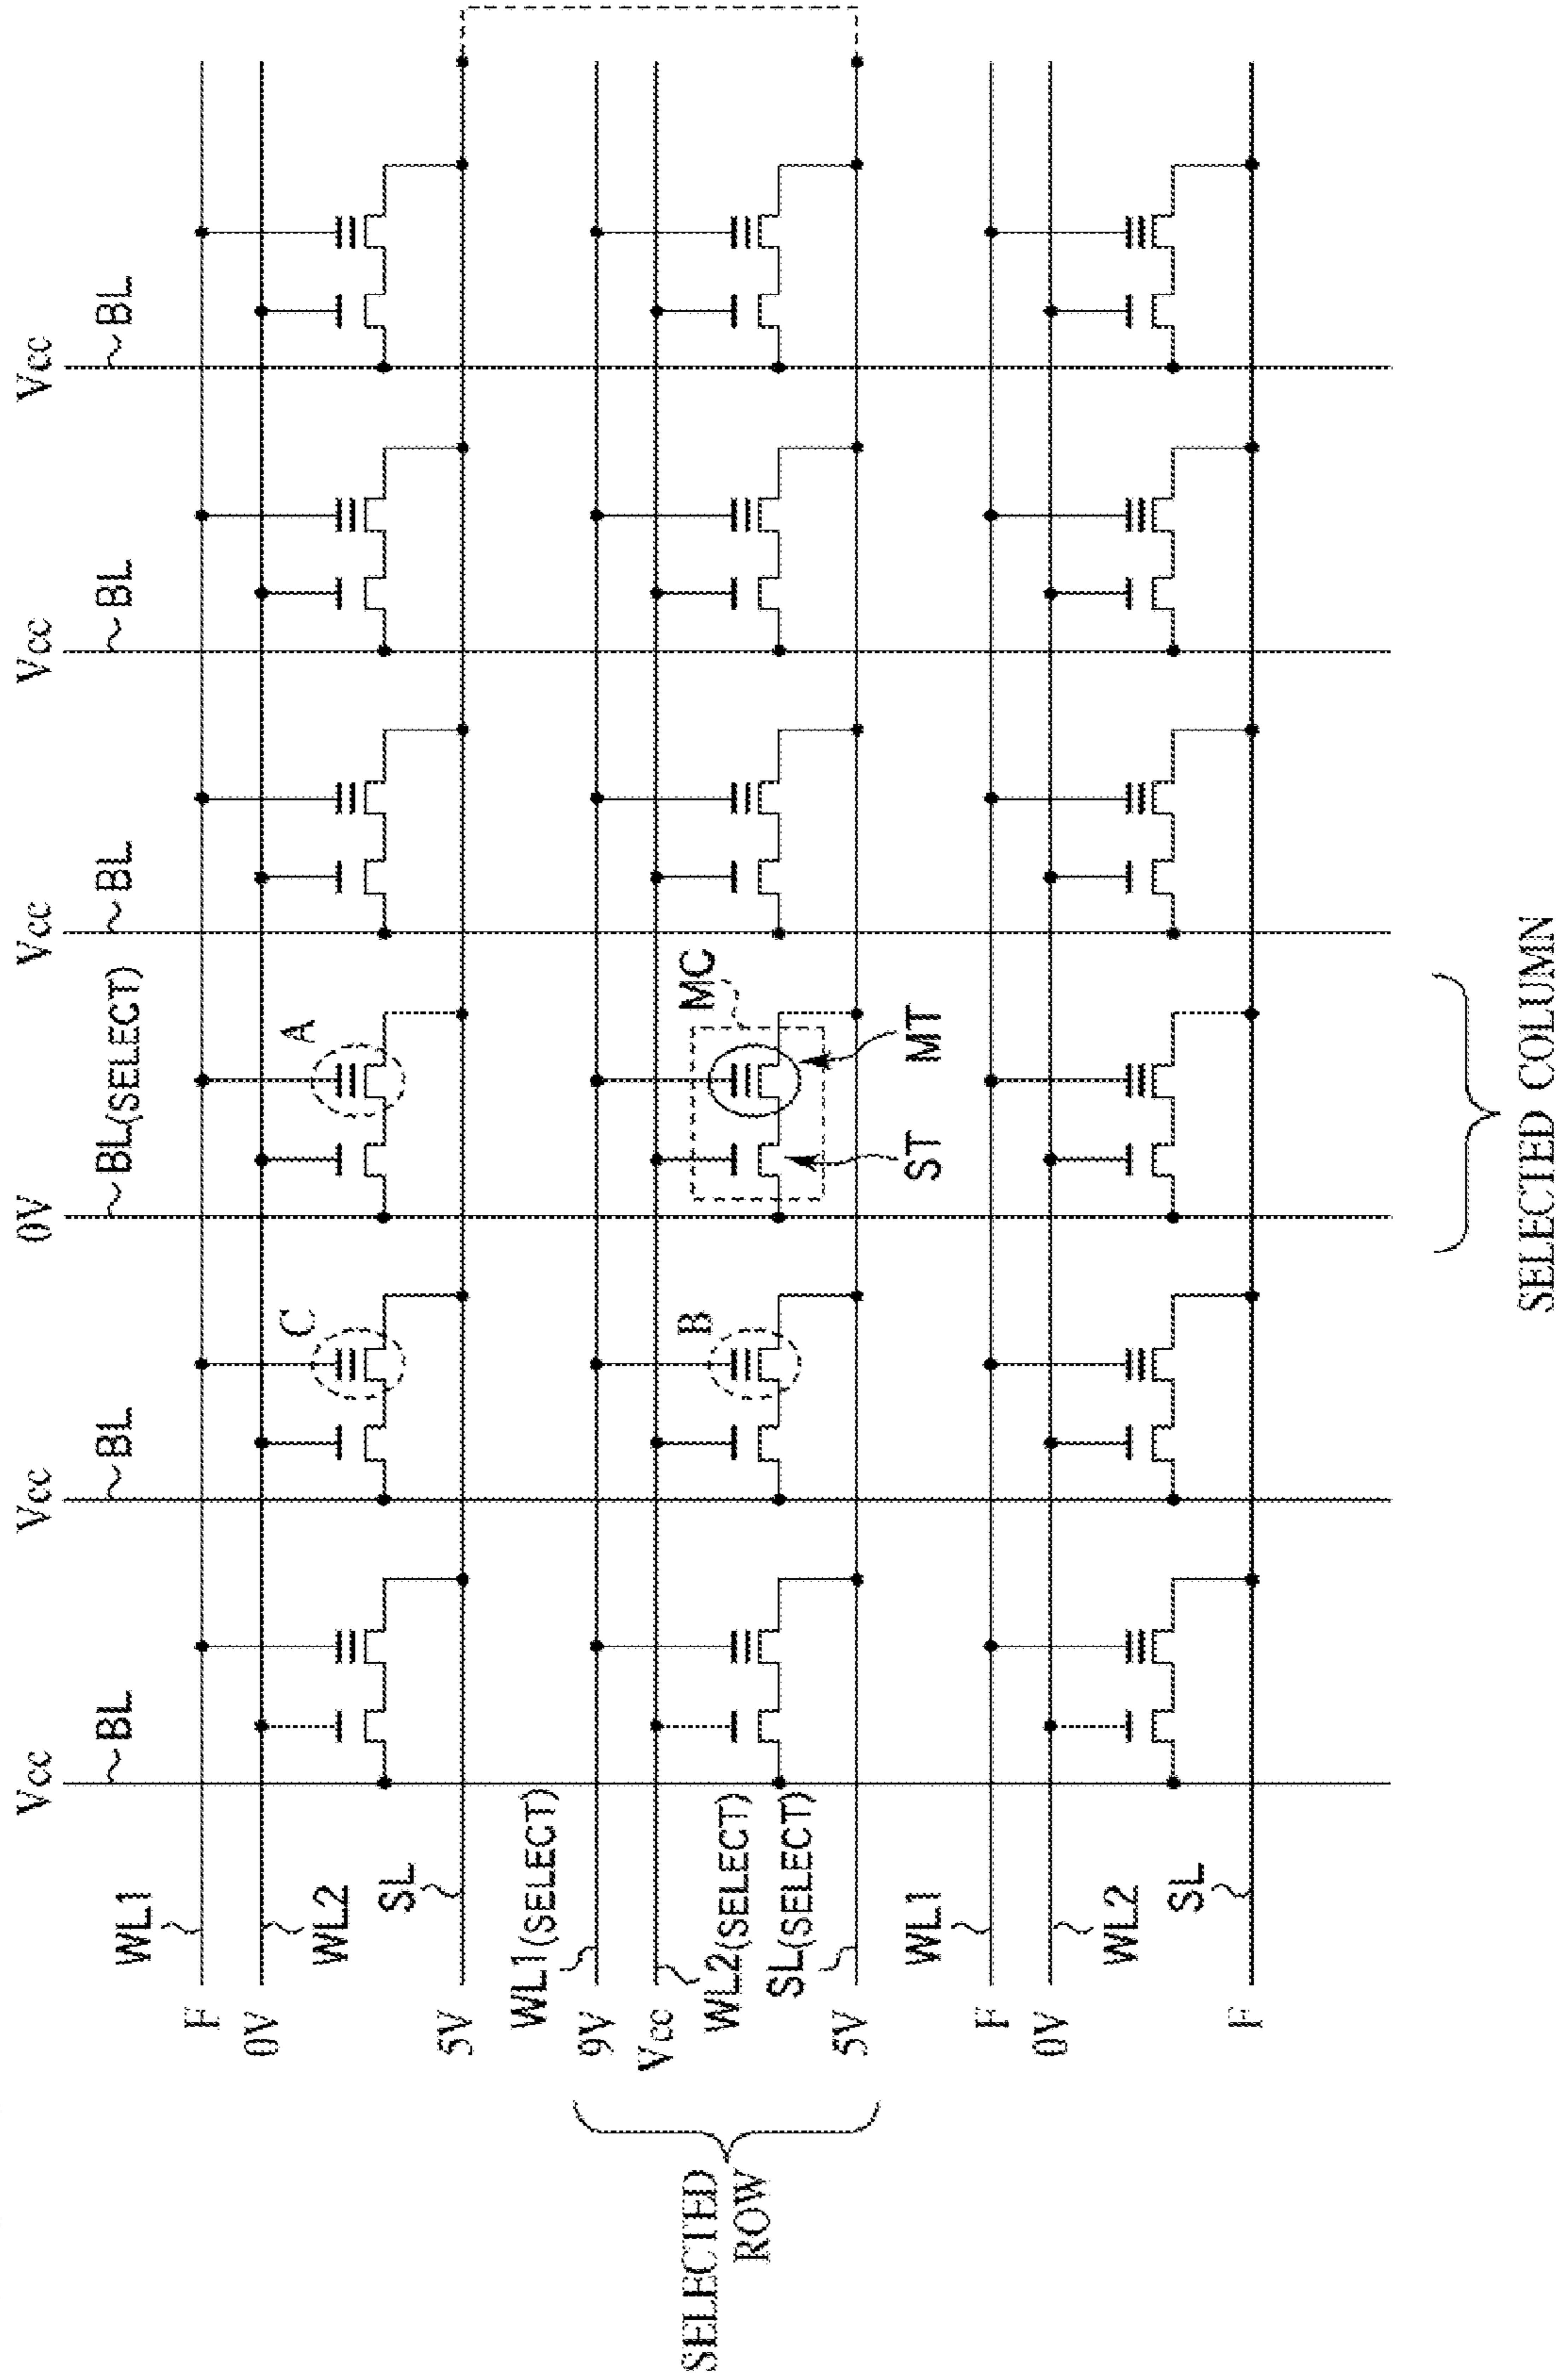 Vcc
Vcc
0V
Vcc
Vcc
Vcc
BL
BL
BL(SELECT)
BL
BL
BL
WL1
F
0V
WL2
C
A
SL
5V
WL1(SELECT)
9V
Vcc
WL2(SELECT)
SL(SELECT)
5V
SELECTED
ROW
B
MC
ST
MT
WL1
F
0V
WL2
SL
F
SELECTED COLUMN